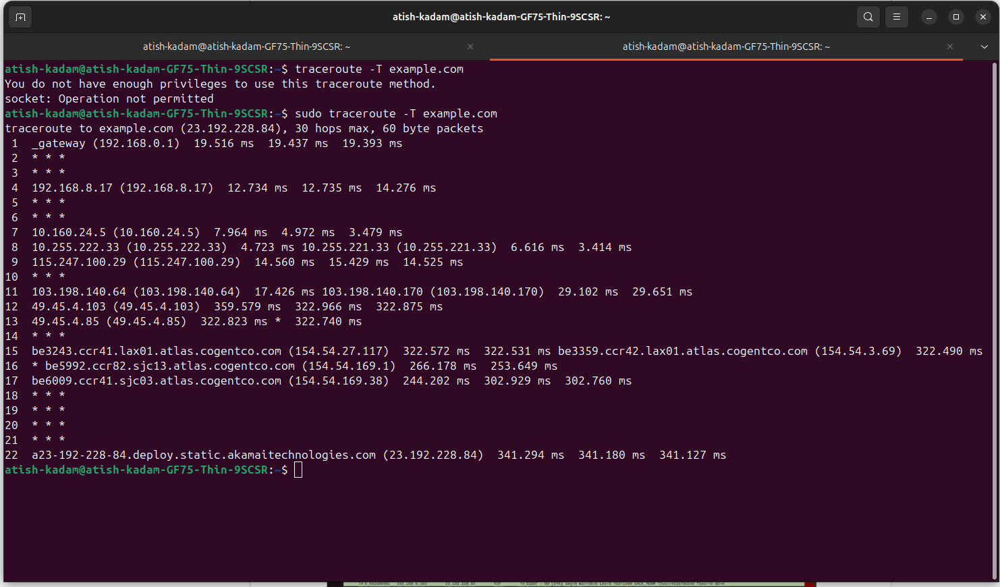 atish-kadam@atish-kadam-GF75-Thin-9SCSR: ~
atish-kadam@atish-kadam-GF75-Thin-9SCSR: ~
atish-kadam@atish-kadam-GF75-Thin-9SCSR: ~
atish-kadam@atish-kadam-GF75-Thin-9SCSR:~$ traceroute -T example.com
You do not have enough privileges to use this traceroute method.
socket: Operation not permitted
atish-kadam@atish-kadam-GF75-Thin-9SCSR:~$ sudo traceroute -T example.com
traceroute to example.com (23.192.228.84), 30 hops max, 60 byte packets
 1  _gateway (192.168.0.1)  19.516 ms  19.437 ms  19.393 ms
 2  * * *
 3  * * *
 4  192.168.8.17 (192.168.8.17)  12.734 ms  12.735 ms  14.276 ms
 5  * * *
 6  * * *
 7  10.160.24.5 (10.160.24.5)  7.964 ms  4.972 ms  3.479 ms
 8  10.255.222.33 (10.255.222.33)  4.723 ms 10.255.221.33 (10.255.221.33)  6.616 ms  3.414 ms
 9  115.247.100.29 (115.247.100.29)  14.560 ms  15.429 ms  14.525 ms
10  * * *
11  103.198.140.64 (103.198.140.64)  17.426 ms 103.198.140.170 (103.198.140.170)  29.102 ms  29.651 ms
12  49.45.4.103 (49.45.4.103)  359.579 ms  322.966 ms  322.875 ms
13  49.45.4.85 (49.45.4.85)  322.823 ms *  322.740 ms
14  * * *
15  be3243.ccr41.lax01.atlas.cogentco.com (154.54.27.117)  322.572 ms  322.531 ms be3359.ccr42.lax01.atlas.cogentco.com (154.54.3.69)  322.490 ms
16  * be5992.ccr82.sjc13.atlas.cogentco.com (154.54.169.1)  266.178 ms  253.649 ms
17  be6009.ccr41.sjc03.atlas.cogentco.com (154.54.169.38)  244.202 ms  302.929 ms  302.760 ms
18  * * *
19  * * *
20  * * *
21  * * *
22  a23-192-228-84.deploy.static.akamaitechnologies.com (23.192.228.84)  341.294 ms  341.180 ms  341.127 ms
atish-kadam@atish-kadam-GF75-Thin-9SCSR:~$